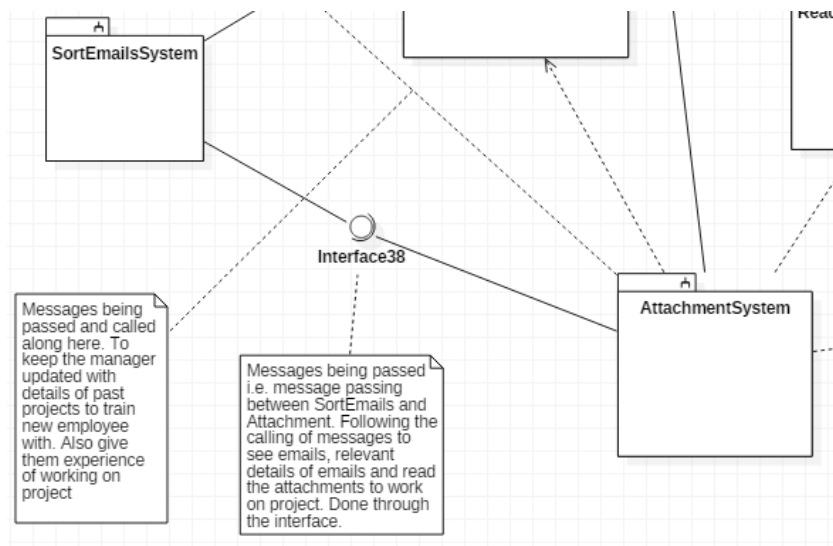 SortEmailsSystem
Interface38
AttachmentSystem
Messages being
passed and called
along here. To
keep the manager
updated with
details of past
projects to train
new employee
with. Also give
them experience
of working on
project
Messages being passed
i.e. message passing
between SortEmails and
Attachment. Following the
calling of messages to
see emails, relevant
details of emails and read
the attachments to work
on project. Done through
the interface.